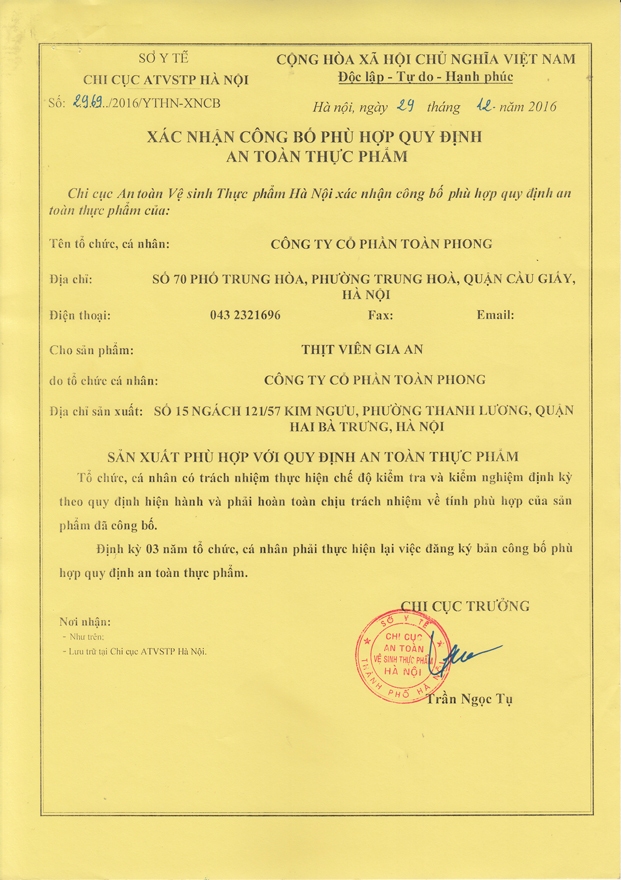 SỞ Y TẾ
CHI CỤC ATVSTP HÀ NỘI
Số: 2969../2016/YTHN-XNCB
CỘNG HÒA XÃ HỘI CHỦ NGHĨA VIỆT NAM
Độc lập - Tự do - Hạnh phúc
Hà nội, ngày 29 tháng 12- năm 2016
XÁC NHẬN CÔNG BỐ PHÙ HỢP QUY ĐỊNH
AN TOÀN THỰC PHẨM
Chi cục An toàn Vệ sinh Thực phẩm Hà Nội xác nhận công bố phù hợp quy định an
toàn thực phẩm của:
Tên tổ chức, cá nhân: CÔNG TY CỔ PHẦN TOÀN PHONG
Địa chỉ: SỐ 70 PHỐ TRUNG HÒA, PHƯỜNG TRUNG HOÀ, QUẬN CẦU GIẤY,
HÀ NỘI
Điện thoại: 043 2321696 Fax: Email:
Cho sản phẩm: THỊT VIÊN GIA AN
do tổ chức cá nhân: CÔNG TY CỔ PHẦN TOÀN PHONG
Địa chỉ sản xuất: SỐ 15 NGÁCH 121/57 KIM NGƯU, PHƯỜNG THANH LƯƠNG, QUẬN
HAI BÀ TRƯNG, HÀ NỘI
SẢN XUẤT PHÙ HỢP VỚI QUY ĐỊNH AN TOÀN THỰC PHẨM
Tổ chức, cá nhân có trách nhiệm thực hiện chế độ kiểm tra và kiểm nghiệm định kỳ
theo quy định hiện hành và phải hoàn toàn chịu trách nhiệm về tính phù hợp của sản
phẩm đã công bố.
Định kỳ 03 năm tổ chức, cá nhân phải thực hiện lại việc đăng ký bản công bố phù
hợp quy định an toàn thực phẩm.
CHI CỤC TRƯỞNG
Nơi nhận:
- Như trên;
- Lưu trữ tại Chi cục ATVSTP Hà Nội.
SỞ Y TẾ
CHI CỤC
AN TOÀN
VỆ SINH THỰC PHẨM
HÀ NỘI
THÀNH PHỐ HÀ NỘI
Trần Ngọc Tụ